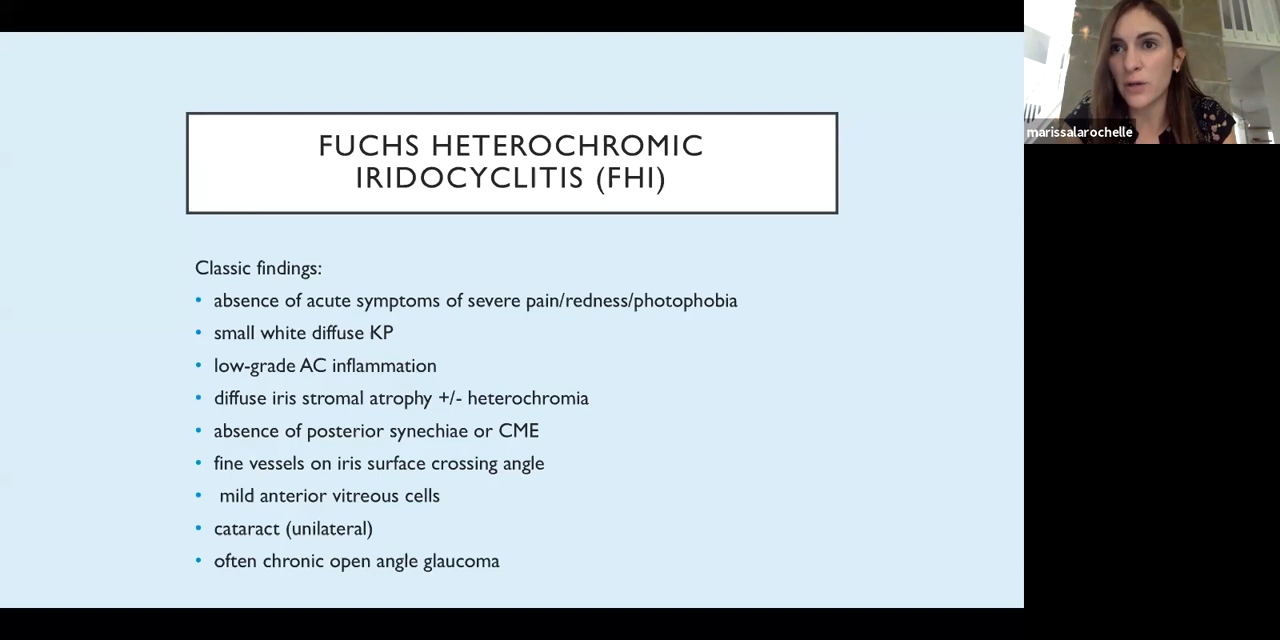 FUCHS HETEROCHROMIC
IRIDOCYCLITIS (FHI)
marissalarochelle
Classic findings:
• absence of acute symptoms of severe pain/redness/photophobia
• small white diffuse KP
• low-grade AC inflammation
• diffuse iris stromal atrophy +/- heterochromia
• absence of posterior synechiae or CME
• fine vessels on iris surface crossing angle
• mild anterior vitreous cells
• cataract (unilateral)
• often chronic open angle glaucoma